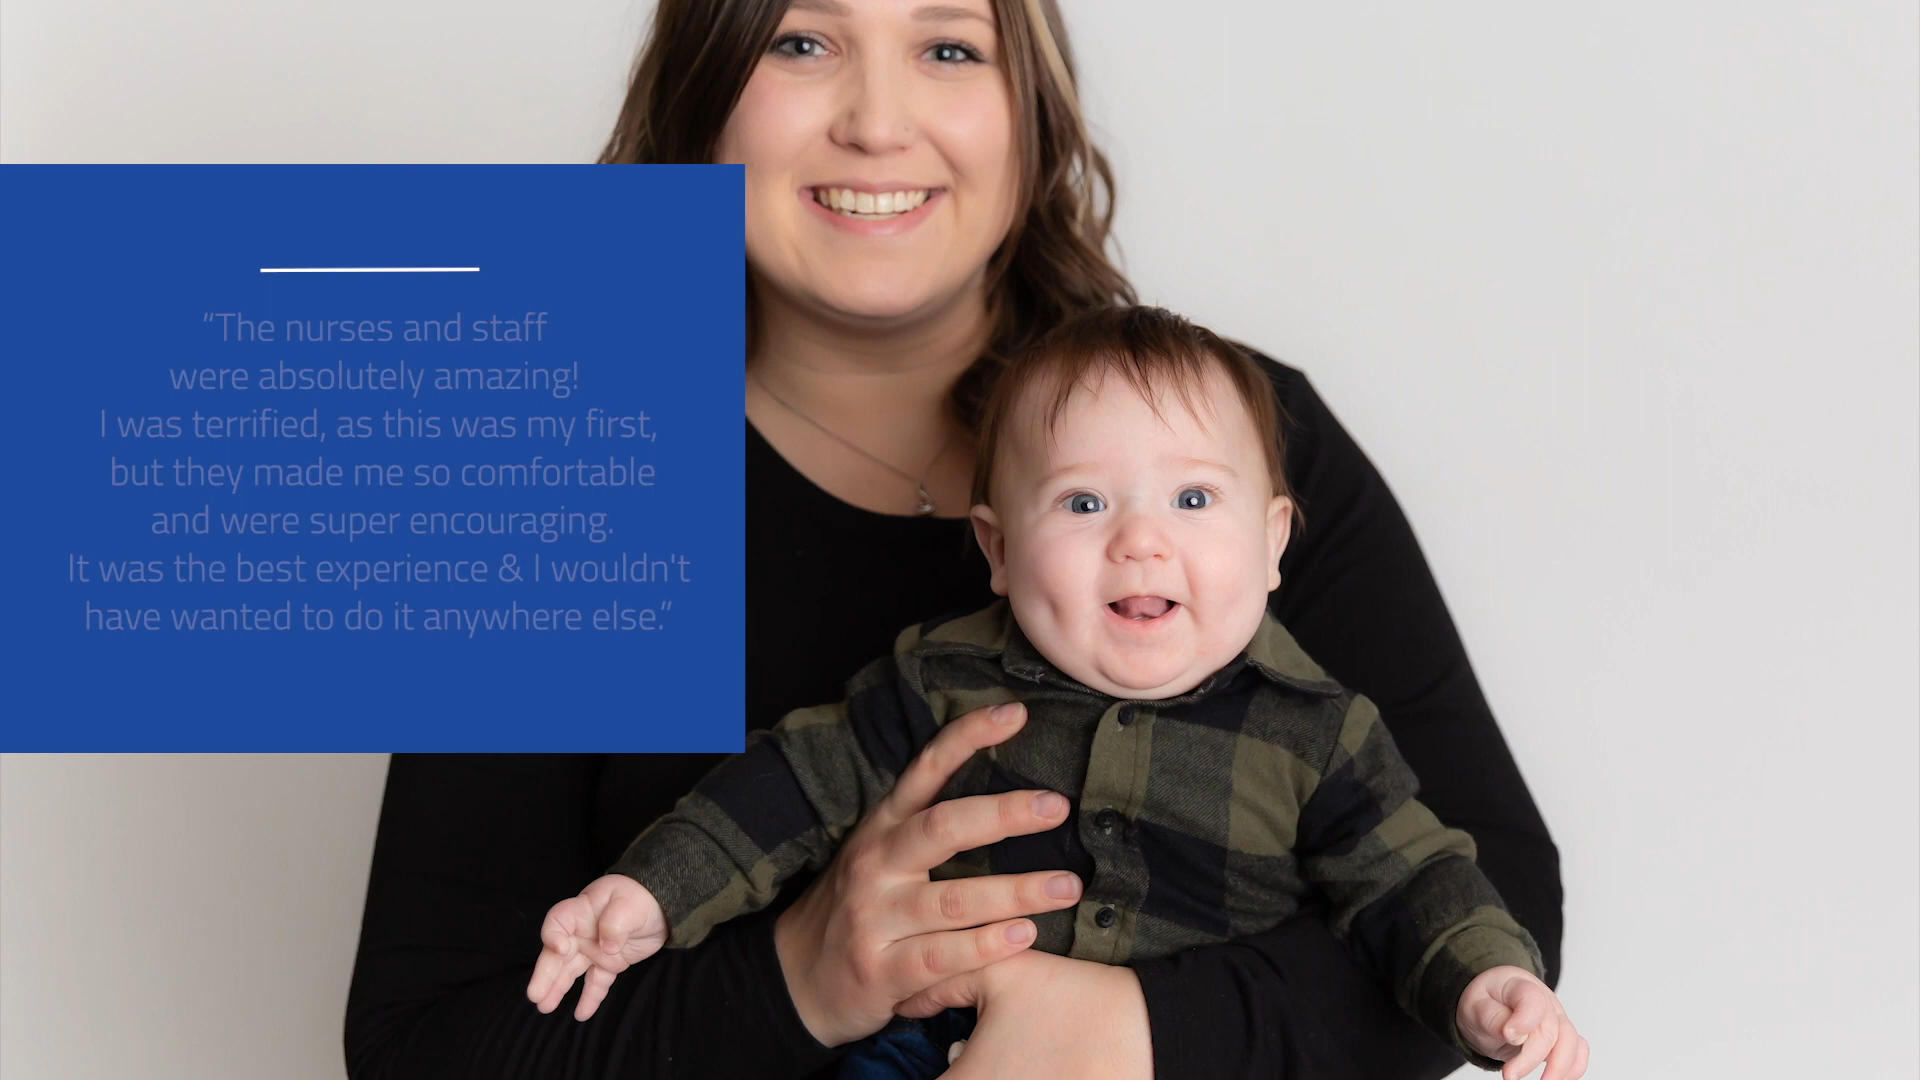 “The nurses and staff
were absolutely amazing!
I was terrified, as this was my first,
but they made me so comfortable
and were super encouraging.
It was the best experience & I wouldn't
have wanted to do it anywhere else.”